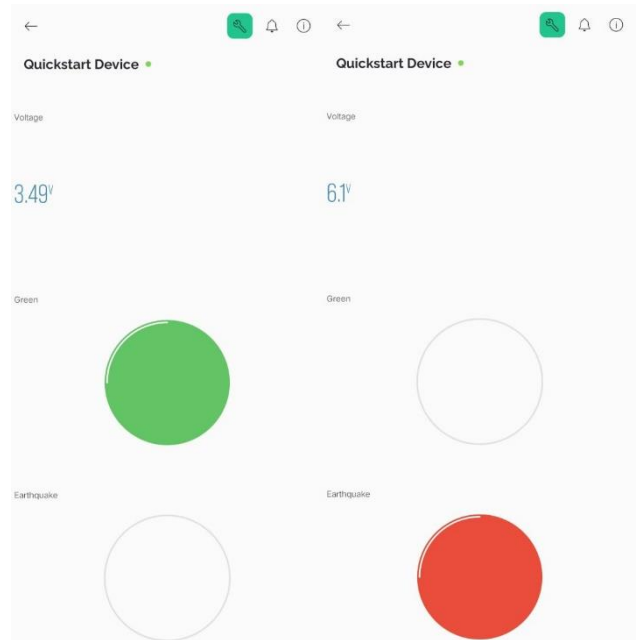 Quickstart Device
Voltage
3.49V
Green
Earthquake
Quickstart Device
Voltage
6.1V
Green
Earthquake